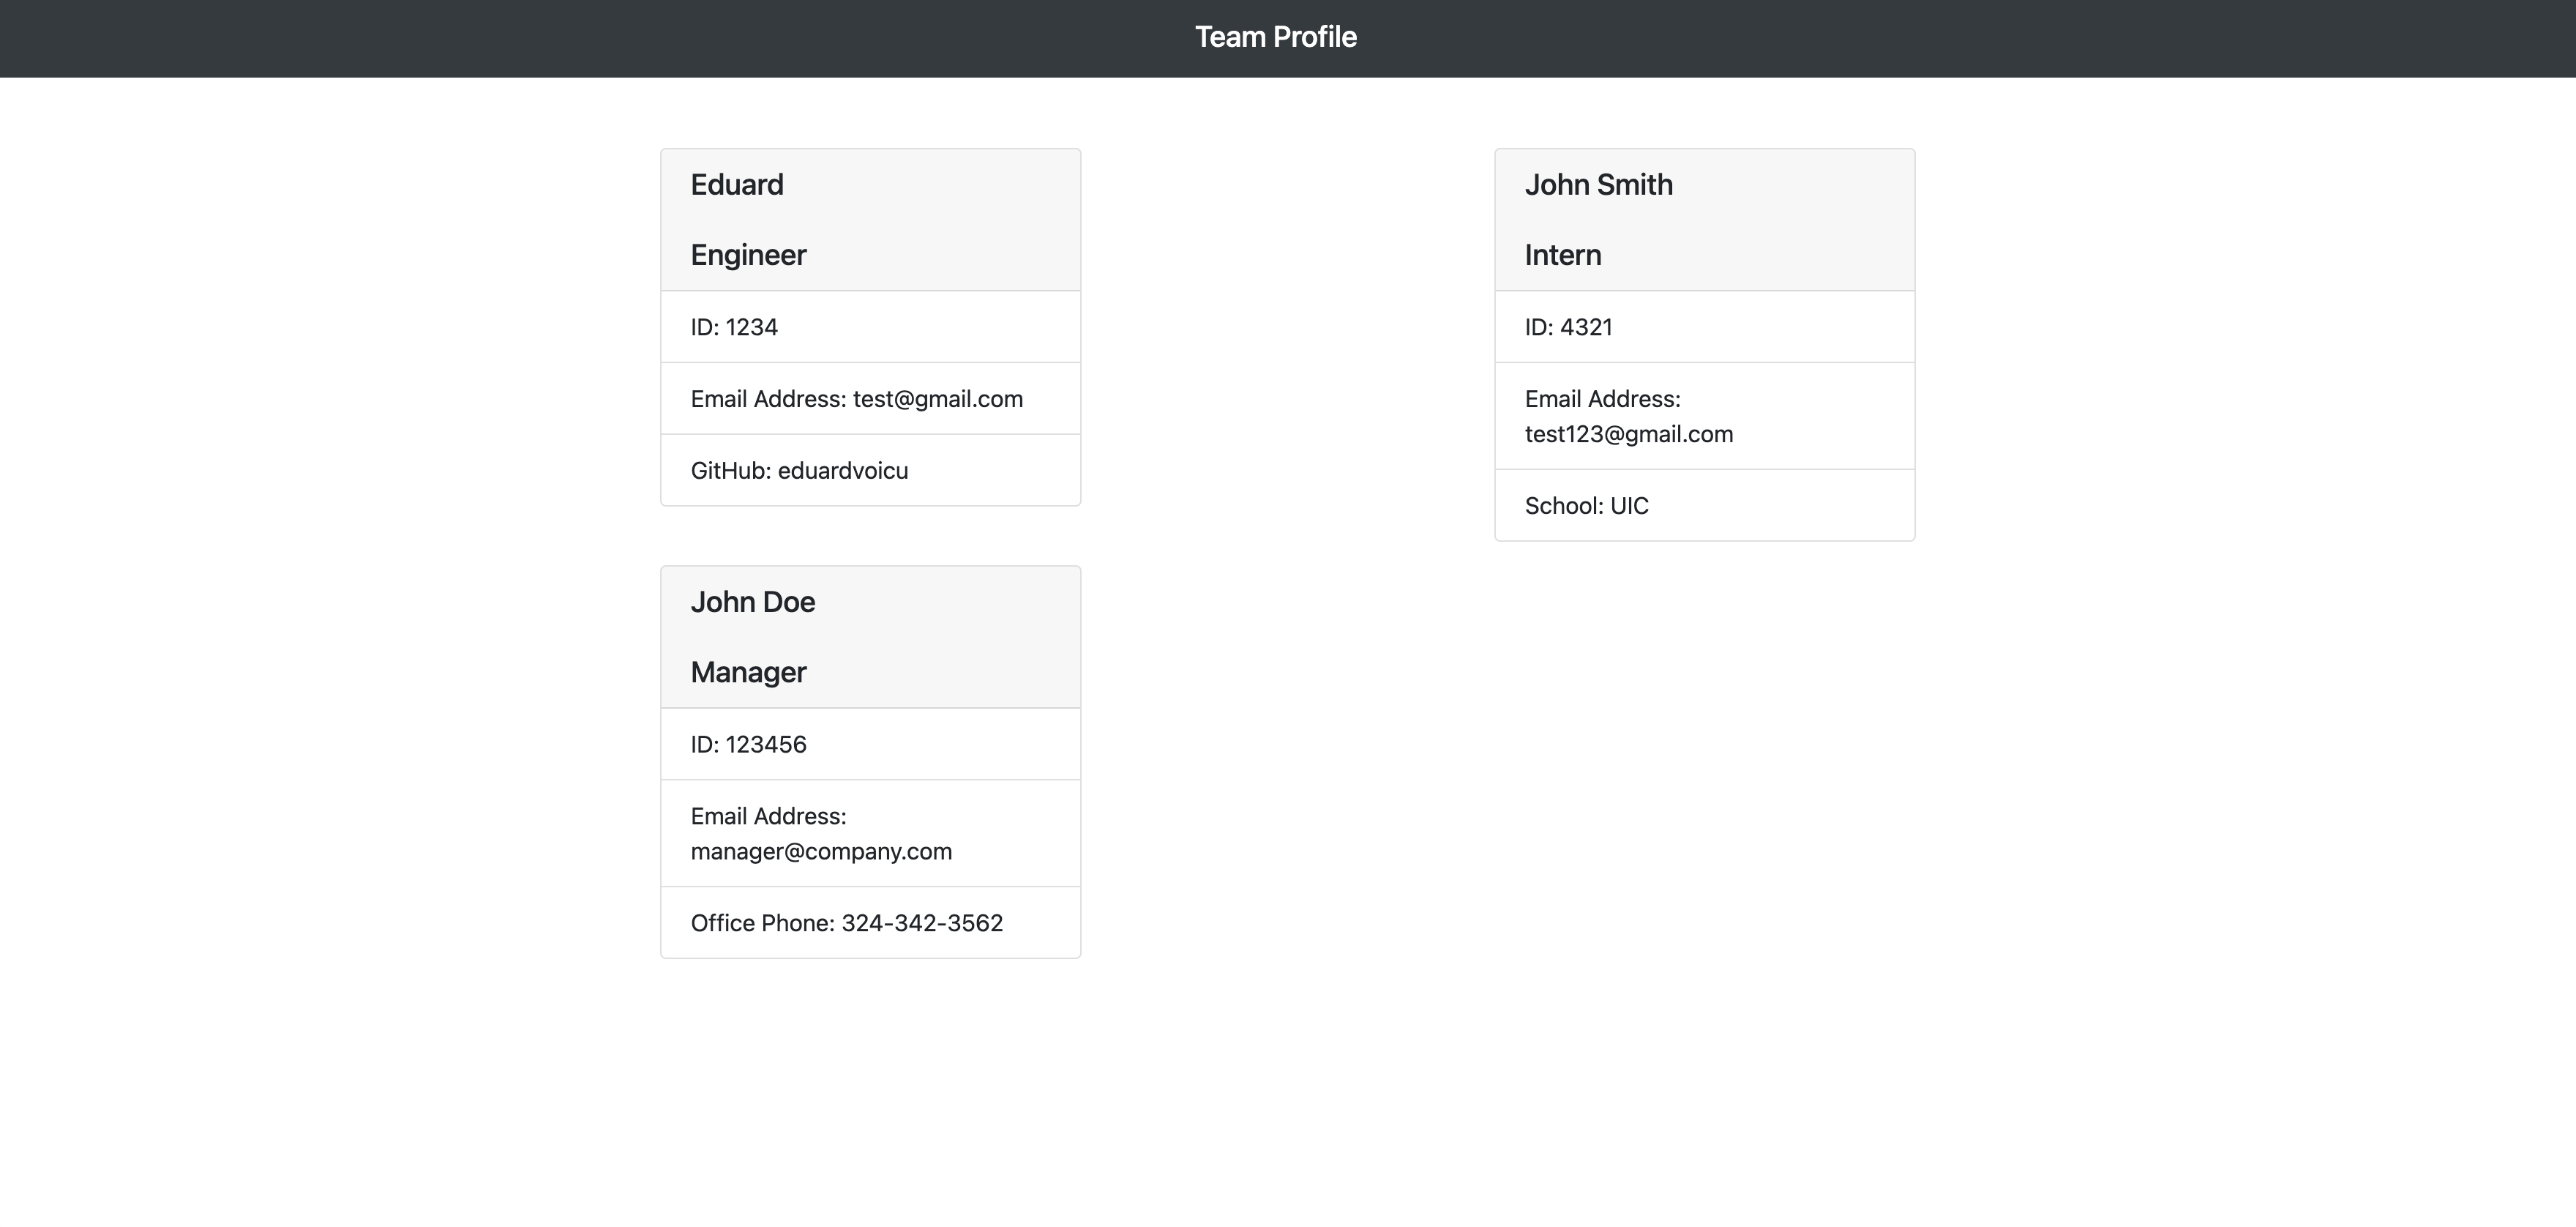 Team Profile
Eduard
Engineer
ID: 1234
Email Address: test@gmail.com
GitHub: eduardvoicu
John Smith
Intern
ID: 4321
Email Address:
test123@gmail.com
School: UIC
John Doe
Manager
ID: 123456
Email Address:
manager@company.com
Office Phone: 324-342-3562